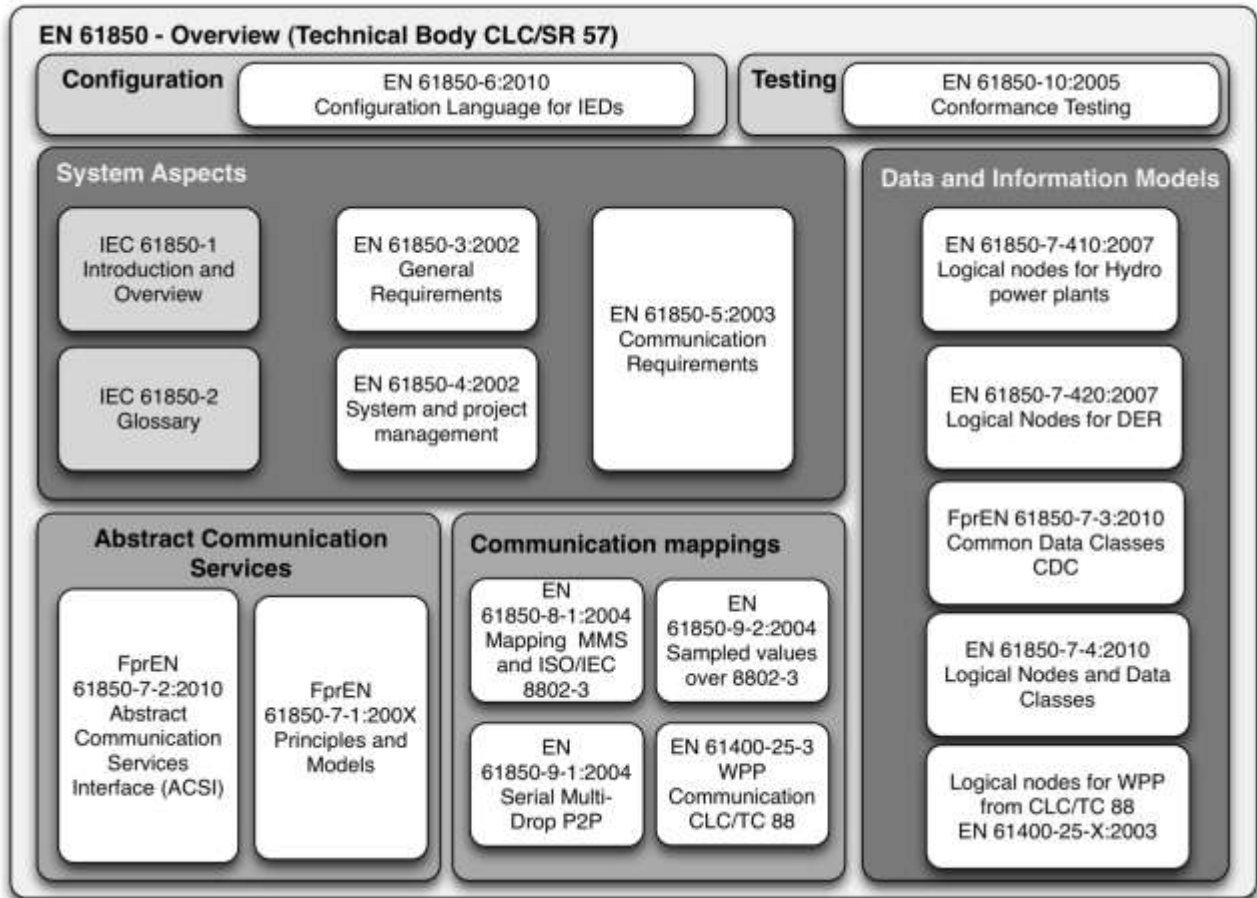 EN 61850 - Overview (Technical Body CLC/SR 57)
Configuration
EN 61850-6:2010
Configuration Language for IEDs
Testing
EN 61850-10:2005
Conformance Testing
System Aspects
IEC 61850-1
Introduction and
Overview
EN 61850-3:2002
General
Requirements
EN 61850-5:2003
Communication
Requirements
IEC 61850-2
Glossary
EN 61850-4:2002
System and project
management
Data and Information Models
EN 61850-7-410:2007
Logical nodes for Hydro
power plants
EN 61850-7-420:2007
Logical Nodes for DER
FprEN 61850-7-3:2010
Common Data Classes
CDC
EN 61850-7-4:2010
Logical Nodes and Data
Classes
Logical nodes for WPP
from CLC/TC 88
EN 61400-25-X:2003
Abstract Communication
Services
FprEN
61850-7-2:2010
Abstract
Communication
Services
Interface (ACSI)
FprEN
61850-7-1:200X
Principles and
Models
Communication mappings
EN
61850-8-1:2004
Mapping MMS
and ISO/IEC
8802-3
EN
61850-9-2:2004
Sampled values
over 8802-3
EN
61850-9-1:2004
Serial Multi-
Drop P2P
EN 61400-25-3
WPP
Communication
CLC/TC 88